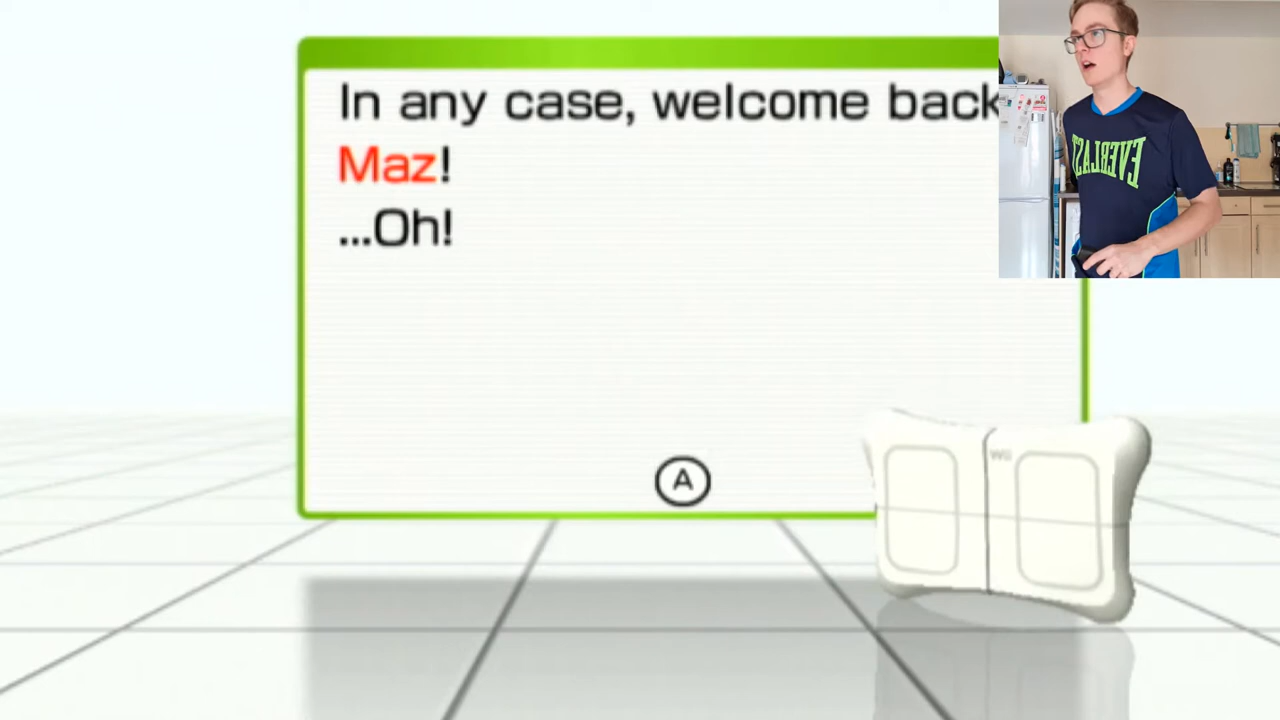 In any case, welcome back
Maz!
...Oh!
A
Wii
EVERLAST